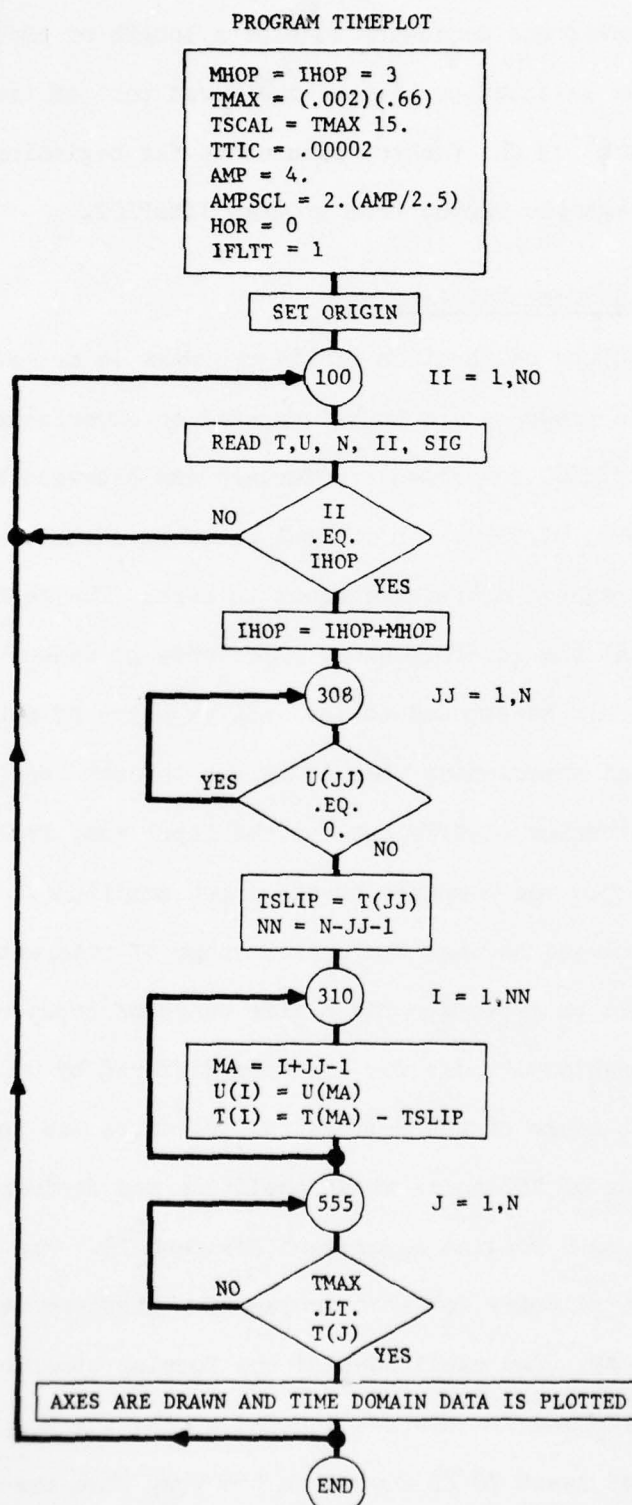 PROGRAM TIMEPLOT
MHOP = IHOP = 3
TMAX = (.002)(.66)
TSCAL = TMAX 15.
TTIC = .00002
AMP = 4.
AMPSCL = 2.(AMP/2.5)
HOR = 0
IFLTT = 1
SET ORIGIN
100 II = 1,NO
READ T,U, N, II, SIG
NO
II
.EQ.
IHOP
YES
IHOP = IHOP+MHOP
308 JJ = 1,N
YES
U(JJ)
.EQ.
0.
NO
TSLIP = T(JJ)
NN = N-JJ-1
310 I = 1,NN
MA = I+JJ-1
U(I) = U(MA)
T(I) = T(MA) - TSLIP
555 J = 1,N
NO
TMAX
.LT.
T(J)
YES
AXES ARE DRAWN AND TIME DOMAIN DATA IS PLOTTED
END